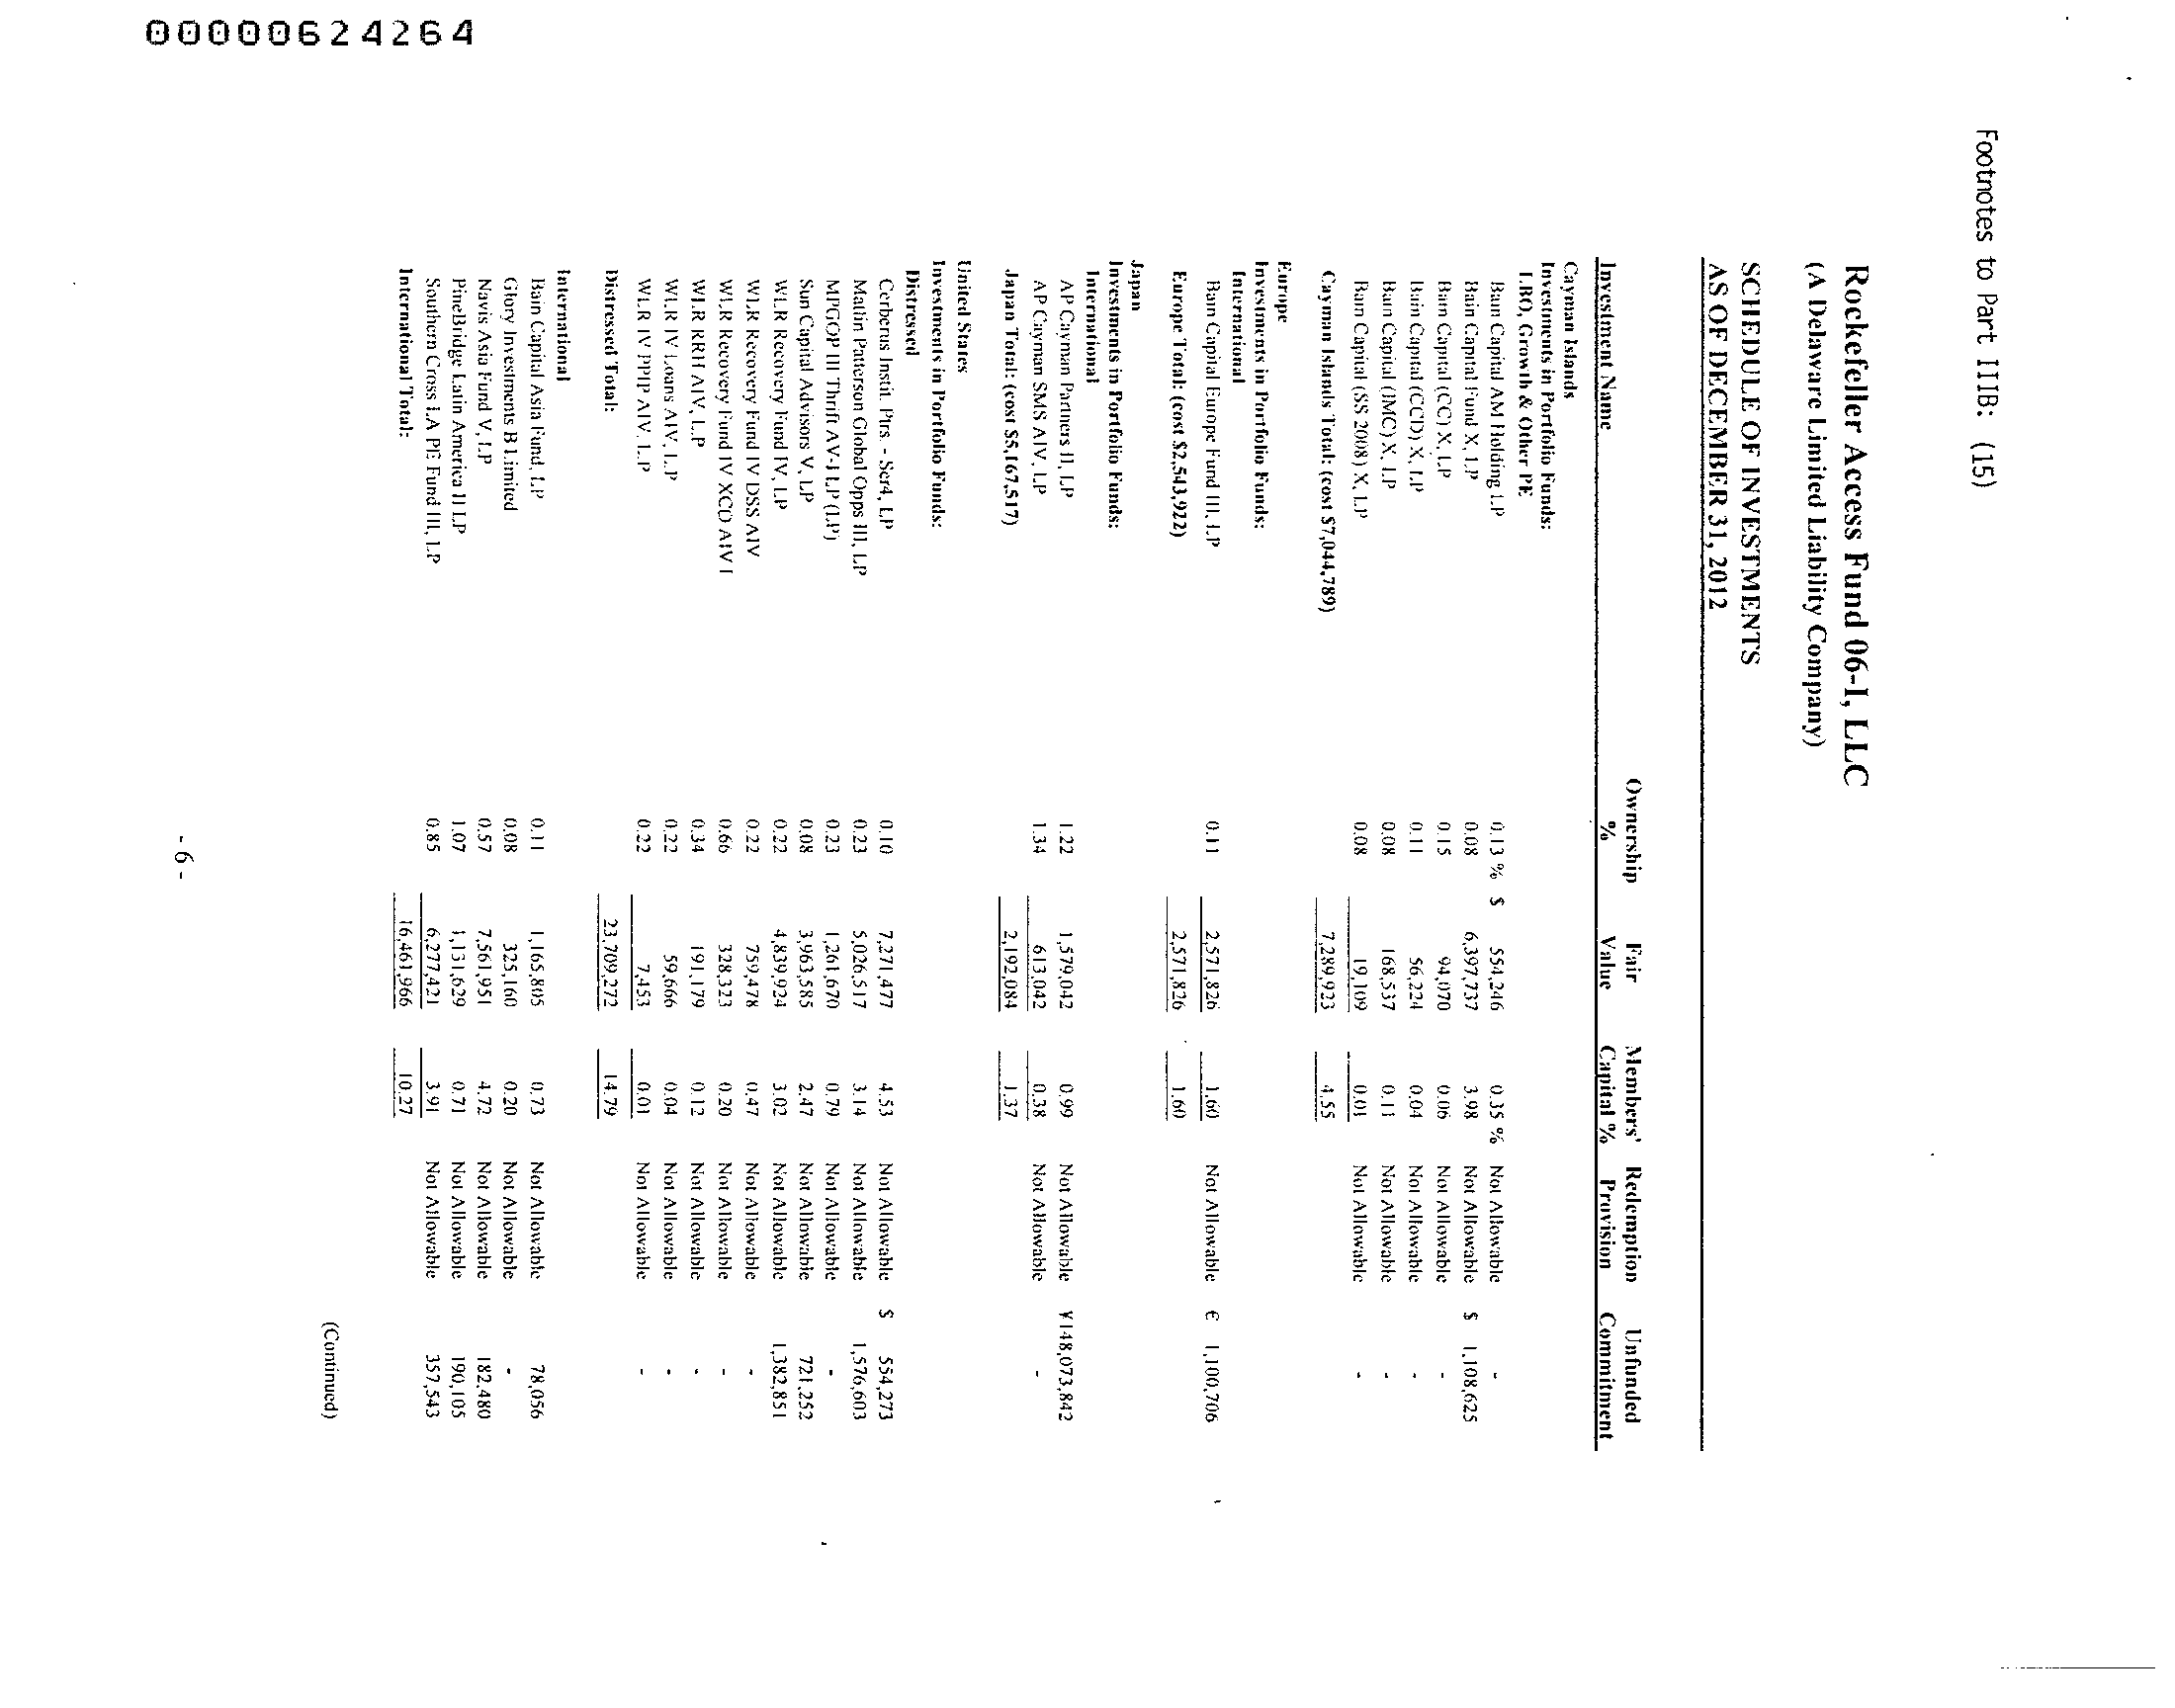 00000624264
Footnotes to Part IIIB: (15)
Rockefeller Access Fund 06-I, LLC
(A Delaware Limited Liability Company)
SCHEDULE OF INVESTMENTS
AS OF DECEMBER 31, 2012
Ownership Fair Members' Redemption Unfunded
Investment Name % Value Capital % Provision Commitment
Cayman Islands
Investments in Portfolio Funds:
LBO, Growth & Other PE
Bain Capital AM Holding LP 0.13 % $ 554,246 0.35 % Not Allowable -
Bain Capital Fund X, LP 0.08 6,397,737 3.98 Not Allowable $ 1,108,625
Bain Capital (CC) X, LP 0.15 94,070 0.06 Not Allowable -
Bain Capital (CCD) X, LP 0.11 56,224 0.04 Not Allowable -
Bain Capital (IMC) X, LP 0.08 168,537 0.11 Not Allowable -
Bain Capital (SS 2008) X, L.P 0.08 19,109 0.01 Not Allowable -
Cayman Islands Total: (cost $7,044,789) 7,289,923 4.55
Europe
Investments in Portfolio Funds:
International
Bain Capital Europe Fund III, LP 0.11 2,571,826 1.60 Not Allowable € 1,100,706
Europe Total: (cost $2,543,922) 2,571,826 1.60
Japan
Investments in Portfolio Funds:
International
AP Cayman Partners II, LP 1.22 1,579,042 0.99 Not Allowable ¥148,073,842
AP Cayman SMS AIV, LP 1.34 613,042 0.38 Not Allowable -
Japan Total: (cost $5,167,517) 2,192,084 1.37
United States
Investments in Portfolio Funds:
Distressed
Cerberus Instit. Ptrs. - Ser4, LP 0.10 7,271,477 4.53 Not Allowable $ 554,273
Matlin Patterson Global Opps III, LP 0.23 5,026,517 3.14 Not Allowable 1,576,603
MPGOP III Thrift AV-I LP (LP) 0.23 1,261,670 0.79 Not Allowable -
Sun Capital Advisors V, LP 0.08 3,963,585 2.47 Not Allowable 721,252
WLR Recovery Fund IV, LP 0.22 4,839,924 3.02 Not Allowable 1,382,851
WLR Recovery Fund IV DSS AIV 0.22 759,478 0.47 Not Allowable -
WLR Recovery Fund IV XCO AIV I 0.66 328,323 0.20 Not Allowable -
WLR RRH AIV, L.P 0.34 191,179 0.12 Not Allowable -
WLR IV Loans AIV, L.P 0.22 59,666 0.04 Not Allowable -
WLR IV PPIP AIV, L.P 0.22 7,453 0.01 Not Allowable -
Distressed Total: 23,709,272 14.79
International
Bain Capital Asia Fund, LP 0.11 1,165,805 0.73 Not Allowable 78,056
Glory Investments B Limited 0.08 325,160 0.20 Not Allowable -
Navis Asia Fund V, LP 0.57 7,561,951 4.72 Not Allowable 182,480
PineBridge Latin America II LP 1.07 1,131,629 0.71 Not Allowable 190,105
Southern Cross LA PE Fund III, LP 0.85 6,277,421 3.91 Not Allowable 357,543
International Total: 16,461,966 10.27
(Continued)
- 6 -